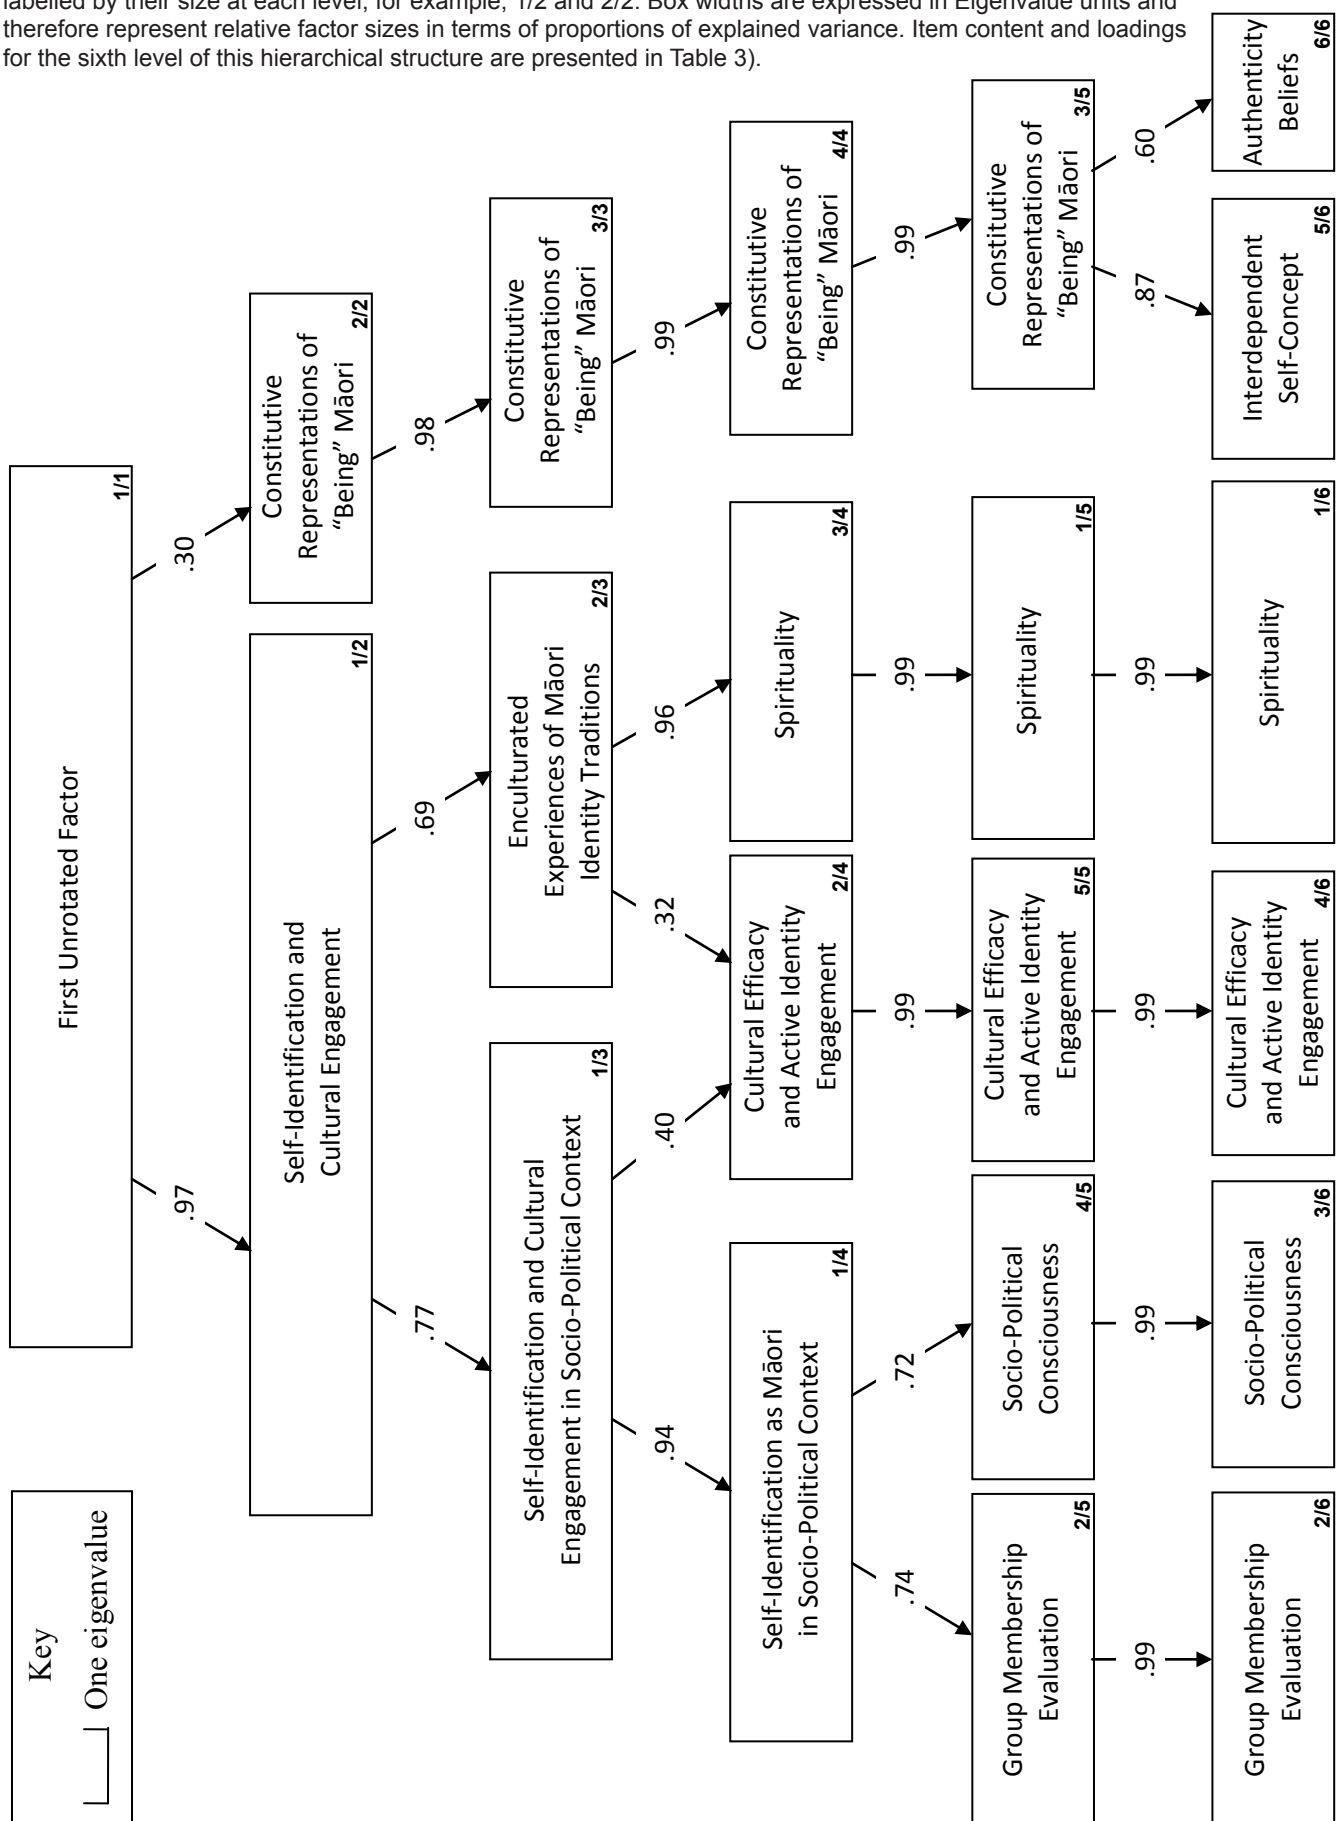 labelled by their size at each level, for example, 1/2 and 2/2. Box widths are expressed in Eigenvalue units and
therefore represent relative factor sizes in terms of proportions of explained variance. Item content and loadings
for the sixth level of this hierarchical structure are presented in Table 3).
Key
One eigenvalue
First Unrotated Factor
1/1
.97
.30
Self-Identification and
Cultural Engagement
1/2
Constitutive
Representations of
“Being” Māori
2/2
.77
.69
.98
Self-Identification and Cultural
Engagement in Socio-Political Context
1/3
Enculturated
Experiences of Māori
Identity Traditions
2/3
Constitutive
Representations of
“Being” Māori
3/3
.94
.40
.32
.96
.99
Self-Identification as Māori
in Socio-Political Context
1/4
Cultural Efficacy
and Active Identity
Engagement
2/4
Spirituality
3/4
Constitutive
Representations of
“Being” Māori
4/4
.74
.72
.99
.99
.99
Group Membership
Evaluation
2/5
Socio-Political
Consciousness
4/5
Cultural Efficacy
and Active Identity
Engagement
5/5
Spirituality
1/5
Constitutive
Representations of
“Being” Māori
3/5
.99
.99
.99
.99
.87
.60
Group Membership
Evaluation
2/6
Socio-Political
Consciousness
3/6
Cultural Efficacy
and Active Identity
Engagement
4/6
Spirituality
1/6
Interdependent
Self-Concept
5/6
Authenticity
Beliefs
6/6